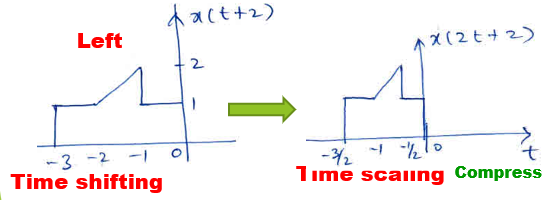 Left
x(t+2)
2
1
-3 -2 -1 0
Time shifting
x(2t+2)
-3/2 -1 -1/2 0
t
Time scaling Compress